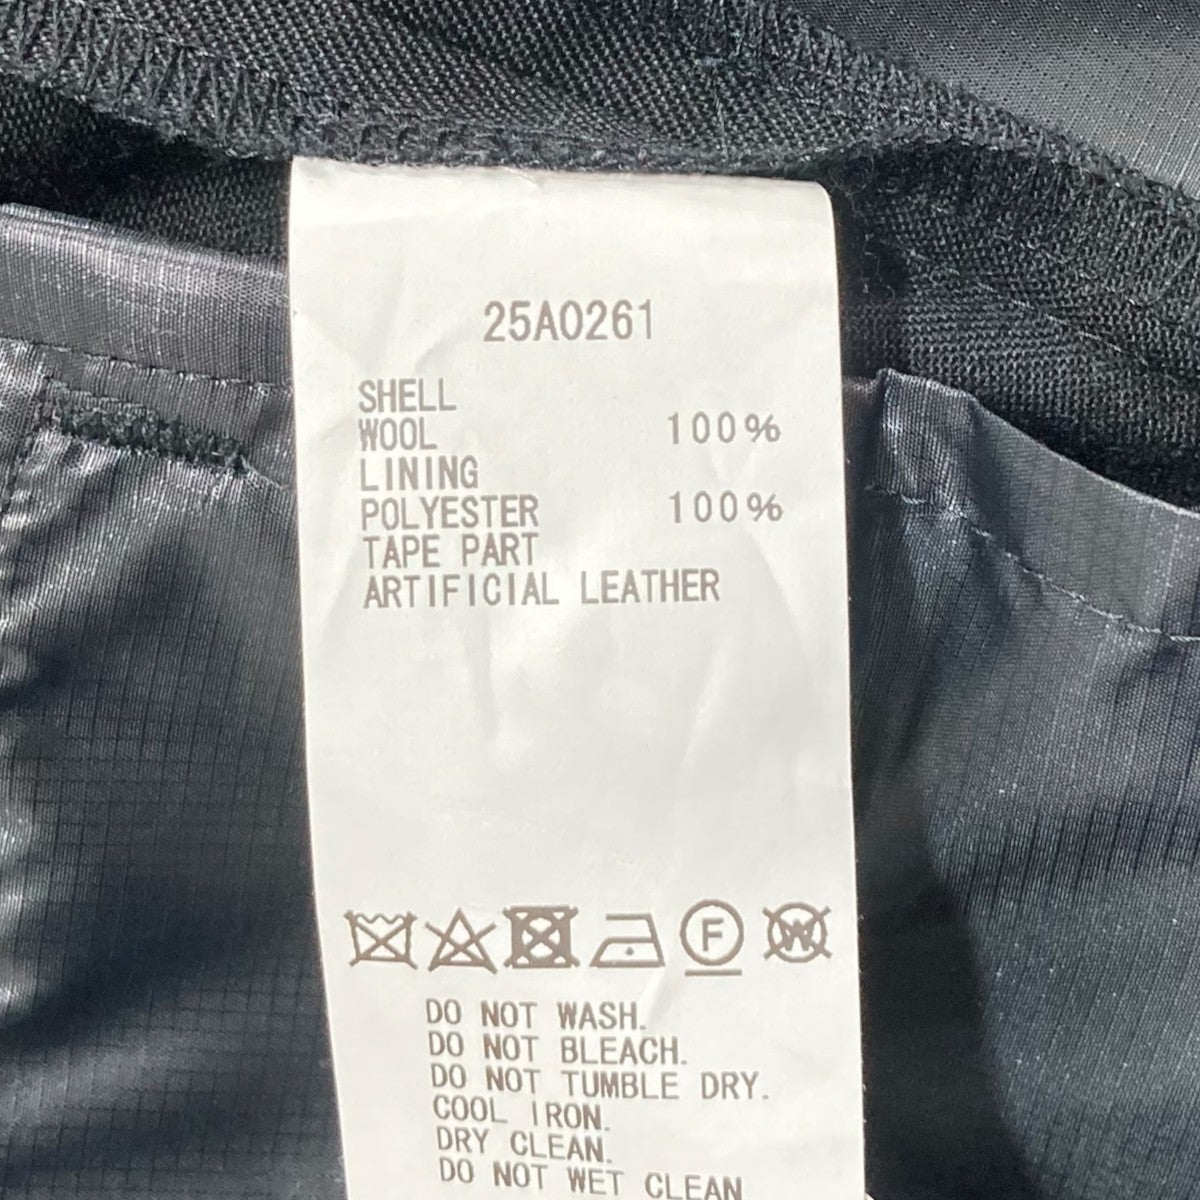 25A0261
SHELL
WOOL 100%
LINING
POLYESTER 100%
TAPE PART
ARTIFICIAL LEATHER
F W
DO NOT WASH.
DO NOT BLEACH.
DO NOT TUMBLE DRY.
COOL IRON.
DRY CLEAN.
DO NOT WET CLEAN